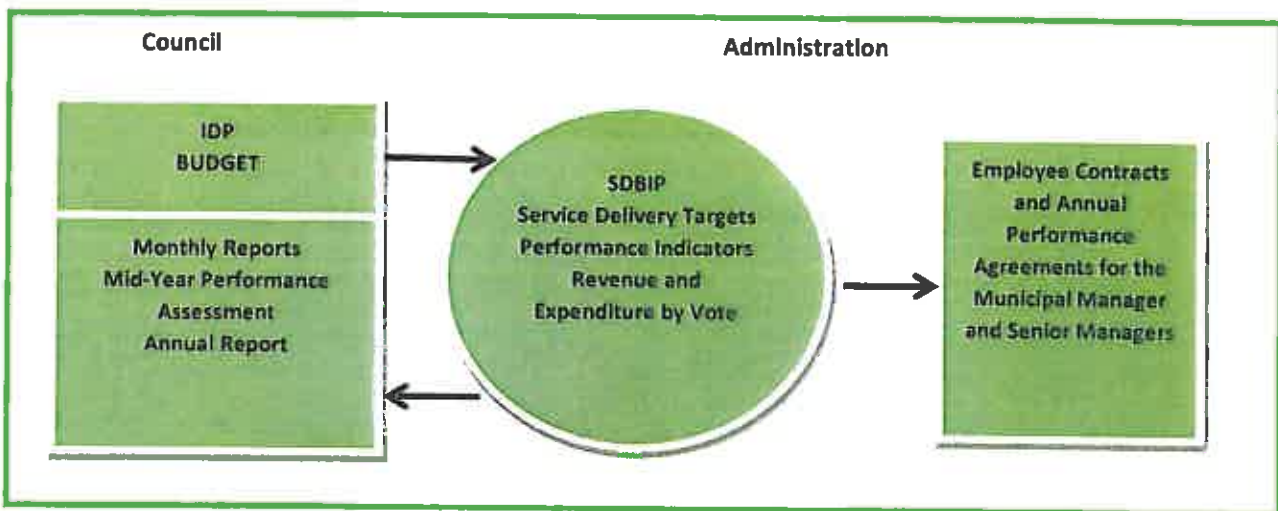 Council
Administration
IDP
BUDGET
Monthly Reports
Mid-Year Performance
Assessment
Annual Report
SDBIP
Service Delivery Targets
Performance Indicators
Revenue and
Expenditure by Vote
Employee Contracts
and Annual
Performance
Agreements for the
Municipal Manager
and Senior Managers